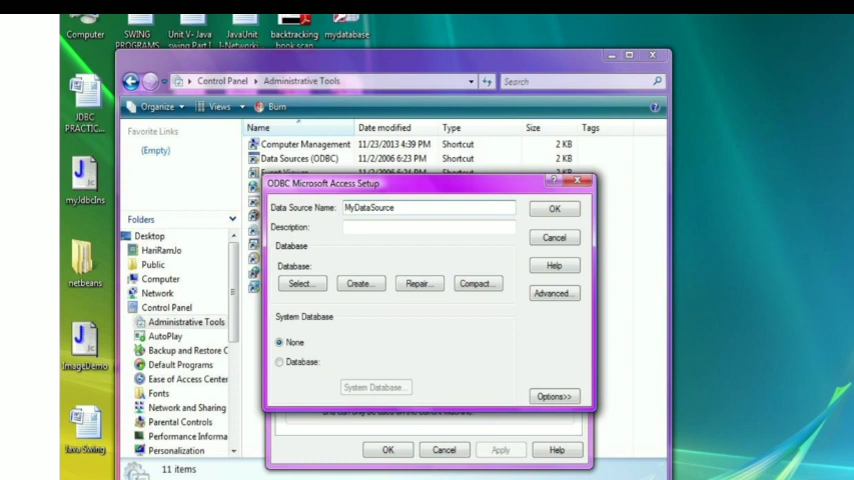 Computer
SWING PROGRAMS
Unit V- Java swing Part I
JavaUnit I-Networki
backtracking book scan
mydatabase
JDBC PRACTIC...
myJdbcIns
netbeans
ImageDemo
Java Swing
Control Panel
Administrative Tools
Search
Organize
Views
Burn
Favorite Links
(Empty)
Folders
Desktop
HariRamJo
Public
Computer
Network
Control Panel
Administrative Tools
AutoPlay
Backup and Restore C
Default Programs
Ease of Access Center
Fonts
Network and Sharing
Parental Controls
Performance Informa
Personalization
Name Date modified Type Size Tags
Computer Management 11/23/2013 4:39 PM Shortcut 2 KB
Data Sources (ODBC) 11/2/2006 6:23 PM Shortcut 2 KB
ODBC Microsoft Access Setup
Data Source Name: MyDataSource
OK
Description:
Cancel
Database
Database:
Help
Select... Create... Repair... Compact...
Advanced...
System Database
None
Database:
System Database...
Options>>
OK Cancel Apply Help
11 items